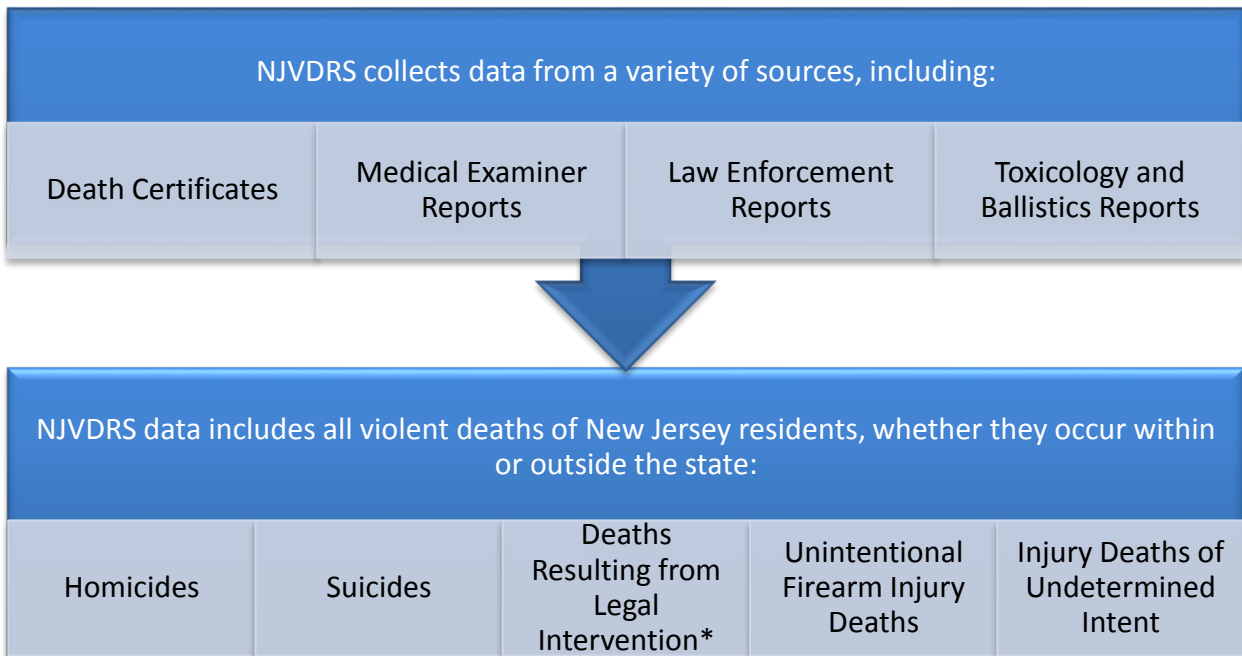 NJVDRS collects data from a variety of sources, including:
Death Certificates
Medical Examiner
Reports
Law Enforcement
Reports
Toxicology and
Ballistics Reports
NJVDRS data includes all violent deaths of New Jersey residents, whether they occur within
or outside the state:
Homicides
Suicides
Deaths
Resulting from
Legal
Intervention*
Unintentional
Firearm Injury
Deaths
Injury Deaths of
Undetermined
Intent